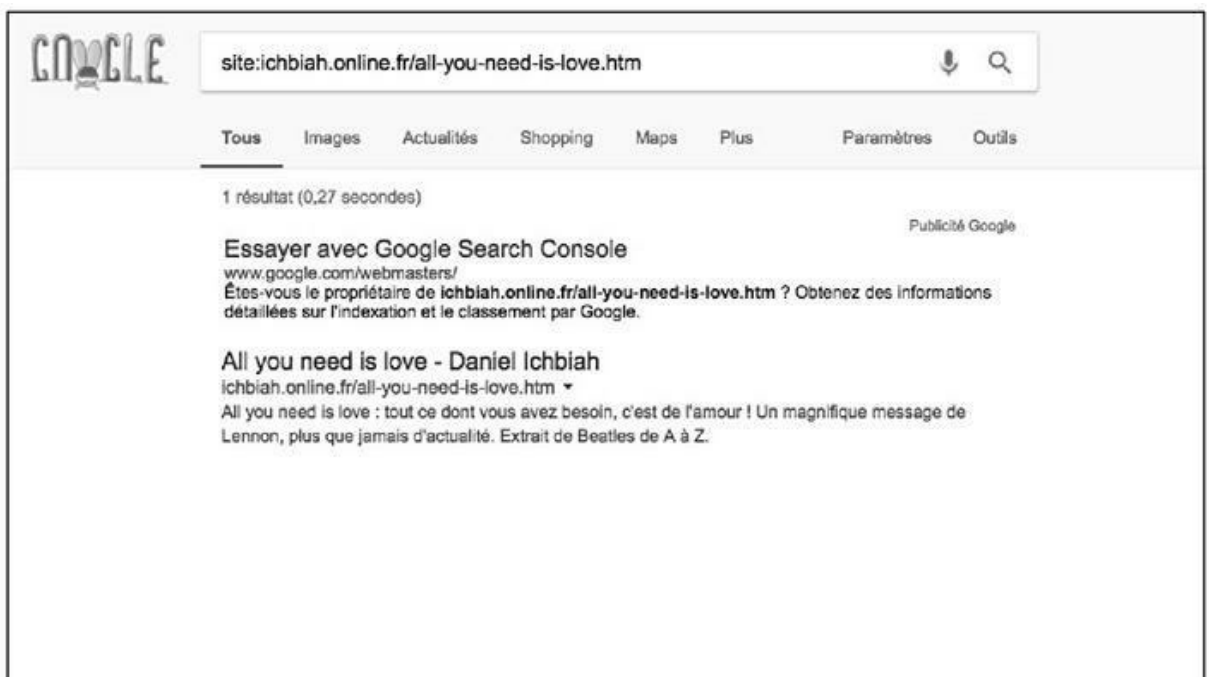 GOOGLE
site:ichbiah.online.fr/all-you-need-is-love.htm
Tous Images Actualités Shopping Maps Plus Paramètres Outils
1 résultat (0,27 secondes)
Publicité Google
Essayer avec Google Search Console
www.google.com/webmasters/
Êtes-vous le propriétaire de ichbiah.online.fr/all-you-need-is-love.htm ? Obtenez des informations
détaillées sur l'indexation et le classement par Google.
All you need is love - Daniel Ichbiah
ichbiah.online.fr/all-you-need-is-love.htm
All you need is love : tout ce dont vous avez besoin, c'est de l'amour ! Un magnifique message de
Lennon, plus que jamais d'actualité. Extrait de Beatles de A à Z.